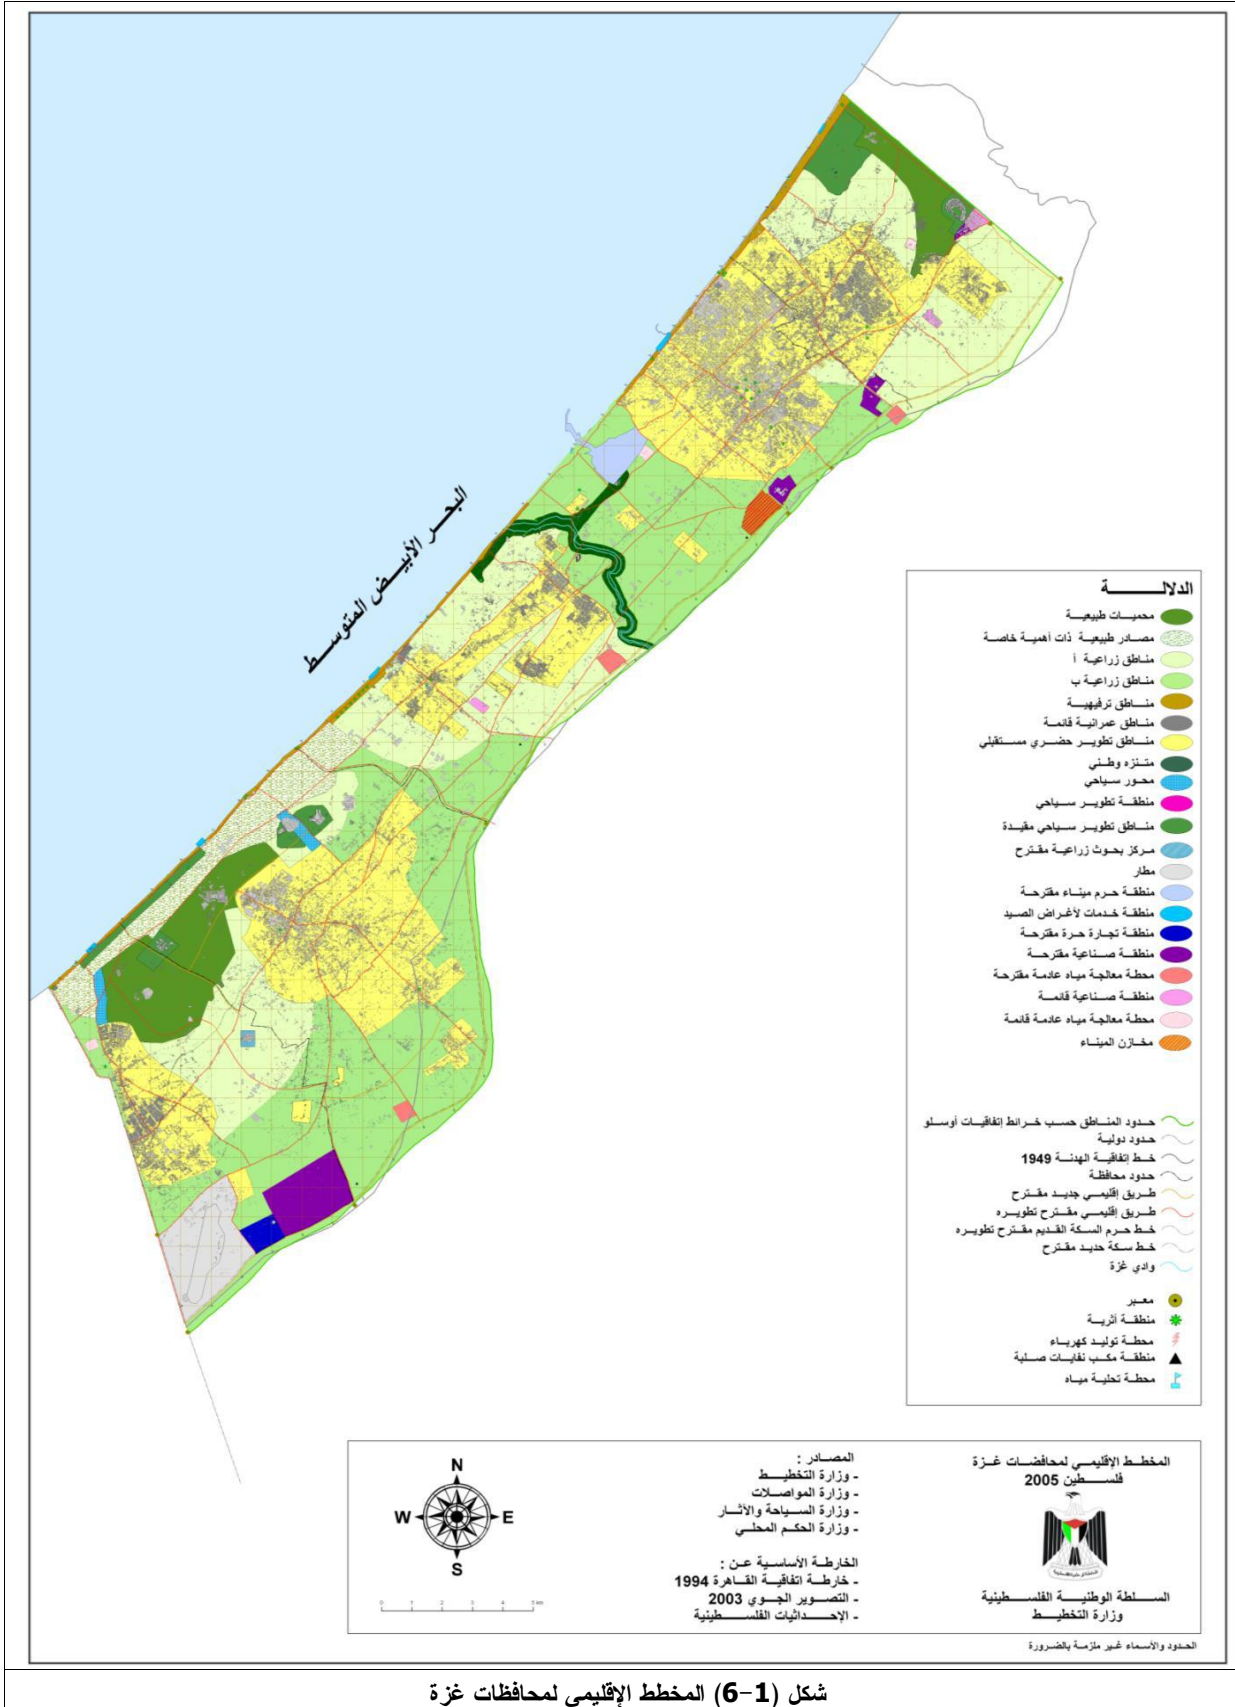 البحر الأبيض المتوسط
الدلالة
محميات طبيعية
مصادر طبيعية ذات أهمية خاصة
مناطق زراعية أ
مناطق زراعية ب
مناطق ترفيهية
مناطق عمرانية قائمة
مناطق تطوير حضري مستقبلي
متنزه وطني
محور سياحي
منطقة تطوير سياحي
مناطق تطوير سياحي مقيدة
مركز بحوث زراعية مقترح
مطار
منطقة حرم ميناء مقترحة
منطقة خدمات لأغراض الصيد
منطقة تجارة حرة مقترحة
منطقة صناعية مقترحة
محطة معالجة مياه عادمة مقترحة
منطقة صناعية قائمة
محطة معالجة مياه عادمة قائمة
مخازن الميناء
حدود المناطق حسب خرائط إتفاقيات أوسلو
حدود دولية
خط إتفاقية الهدنة 1949
حدود محافظة
طريق إقليمي جديد مقترح
طريق إقليمي مقترح تطويره
خط حرم السكة القديم مقترح تطويره
خط سكة حديد مقترح
وادي غزة
معبر
منطقة أثرية
محطة توليد كهرباء
منطقة مكب نفايات صلبة
محطة تحلية مياه
المخطط الإقليمي لمحافضات غزة
فلسطين 2005
السلطة الوطنية الفلسطينية
وزارة التخطيط
المصادر :
- وزارة التخطيط
- وزارة المواصلات
- وزارة السياحة والآثار
- وزارة الحكم المحلي
الخارطة الأساسية عن :
- خارطة اتفاقية القاهرة 1994
- التصوير الجوي 2003
- الإحداثيات الفلسطينية
N
W E
S
0 1 2 3 4 5 km
الحدود والأسماء غير ملزمة بالضرورة
شكل (1-6) المخطط الإقليمي لمحافظات غزة